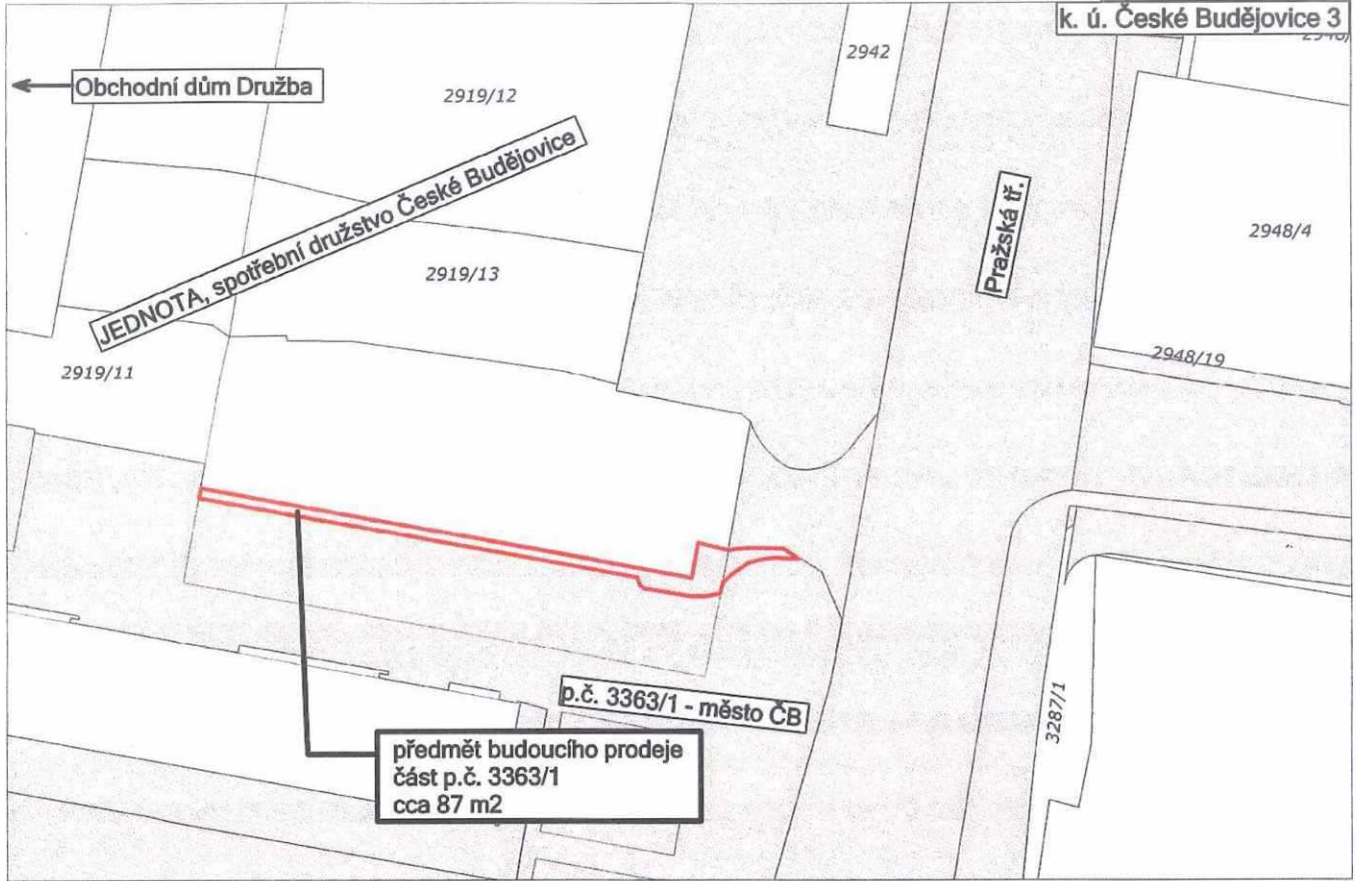 k. ú. České Budějovice 3
2942
Obchodní dům Družba
2919/12
JEDNOTA, spotřební družstvo České Budějovice
Pražská tř.
2948/4
2919/13
2948/19
2919/11
p.č. 3363/1 - město ČB
3287/1
předmět budoucího prodeje
část p.č. 3363/1
cca 87 m2